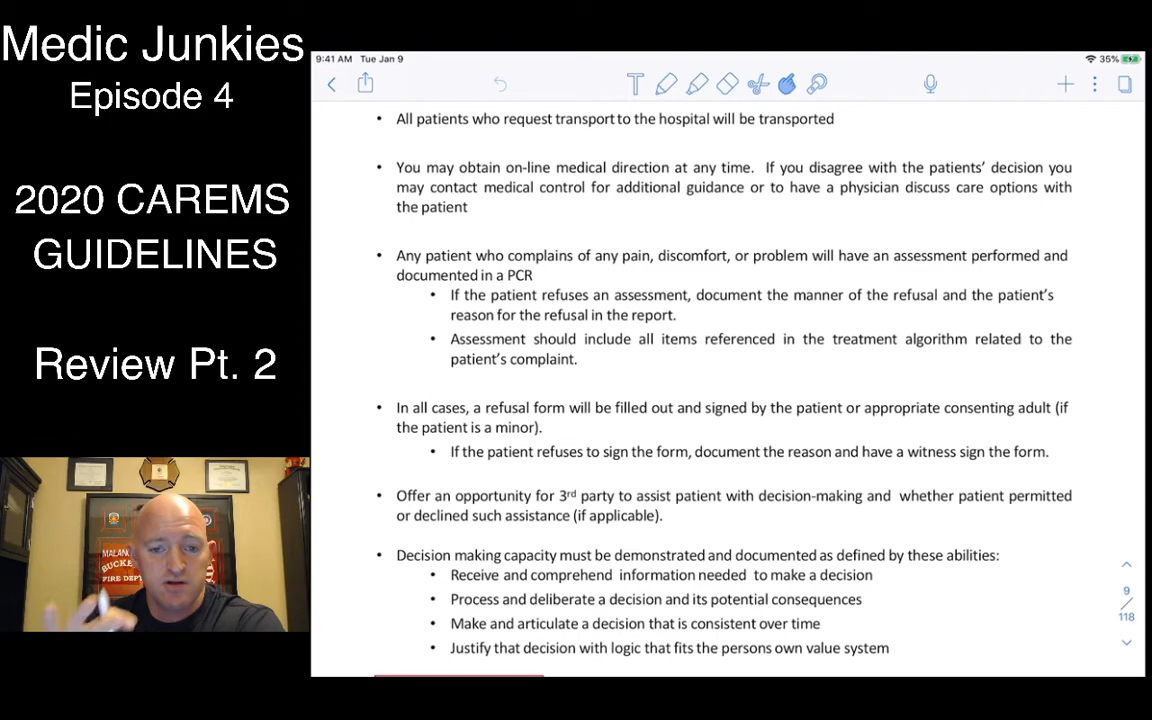 Medic Junkies
Episode 4
2020 CAREMS
GUIDELINES
Review Pt. 2
9:41 AM Tue Jan 9
35%
T
• All patients who request transport to the hospital will be transported
• You may obtain on-line medical direction at any time. If you disagree with the patients' decision you
may contact medical control for additional guidance or to have a physician discuss care options with
the patient
• Any patient who complains of any pain, discomfort, or problem will have an assessment performed and
documented in a PCR
• If the patient refuses an assessment, document the manner of the refusal and the patient's
reason for the refusal in the report.
• Assessment should include all items referenced in the treatment algorithm related to the
patient's complaint.
• In all cases, a refusal form will be filled out and signed by the patient or appropriate consenting adult (if
the patient is a minor).
• If the patient refuses to sign the form, document the reason and have a witness sign the form.
• Offer an opportunity for 3rd party to assist patient with decision-making and whether patient permitted
or declined such assistance (if applicable).
• Decision making capacity must be demonstrated and documented as defined by these abilities:
• Receive and comprehend information needed to make a decision
• Process and deliberate a decision and its potential consequences
• Make and articulate a decision that is consistent over time
• Justify that decision with logic that fits the persons own value system
9
/
118
BUCKE
FIRE DEPT